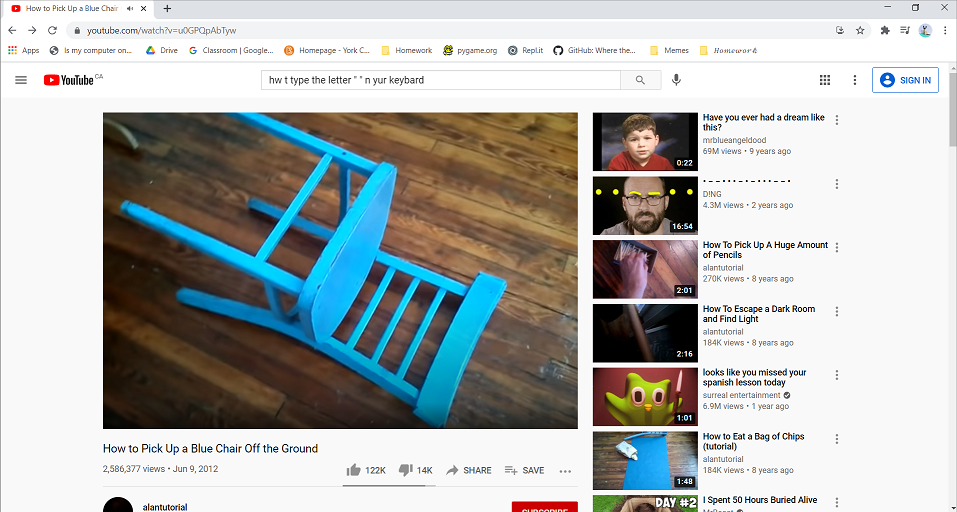 How to Pick Up a Blue Chair
youtube.com/watch?v=u0GPQpAbTyw
Apps
Is my computer on...
Drive
Classroom | Google...
Homepage - York C...
Homework
pygame.org
Repl.it
GitHub: Where the...
Memes
Homework
YouTube CA
hw t type the letter " " n yur keybard
SIGN IN
How to Pick Up a Blue Chair Off the Ground
2,586,377 views • Jun 9, 2012
122K
14K
SHARE
SAVE
alantutorial
SUBSCRIBE
0:22
Have you ever had a dream like
this?
mrblueangeldood
69M views • 9 years ago
16:54
D!NG
4.3M views • 2 years ago
2:01
How To Pick Up A Huge Amount
of Pencils
alantutorial
270K views • 8 years ago
2:16
How To Escape a Dark Room
and Find Light
alantutorial
184K views • 8 years ago
1:01
looks like you missed your
spanish lesson today
surreal entertainment
6.9M views • 1 year ago
1:48
How to Eat a Bag of Chips
(tutorial)
alantutorial
184K views • 8 years ago
DAY #2
I Spent 50 Hours Buried Alive